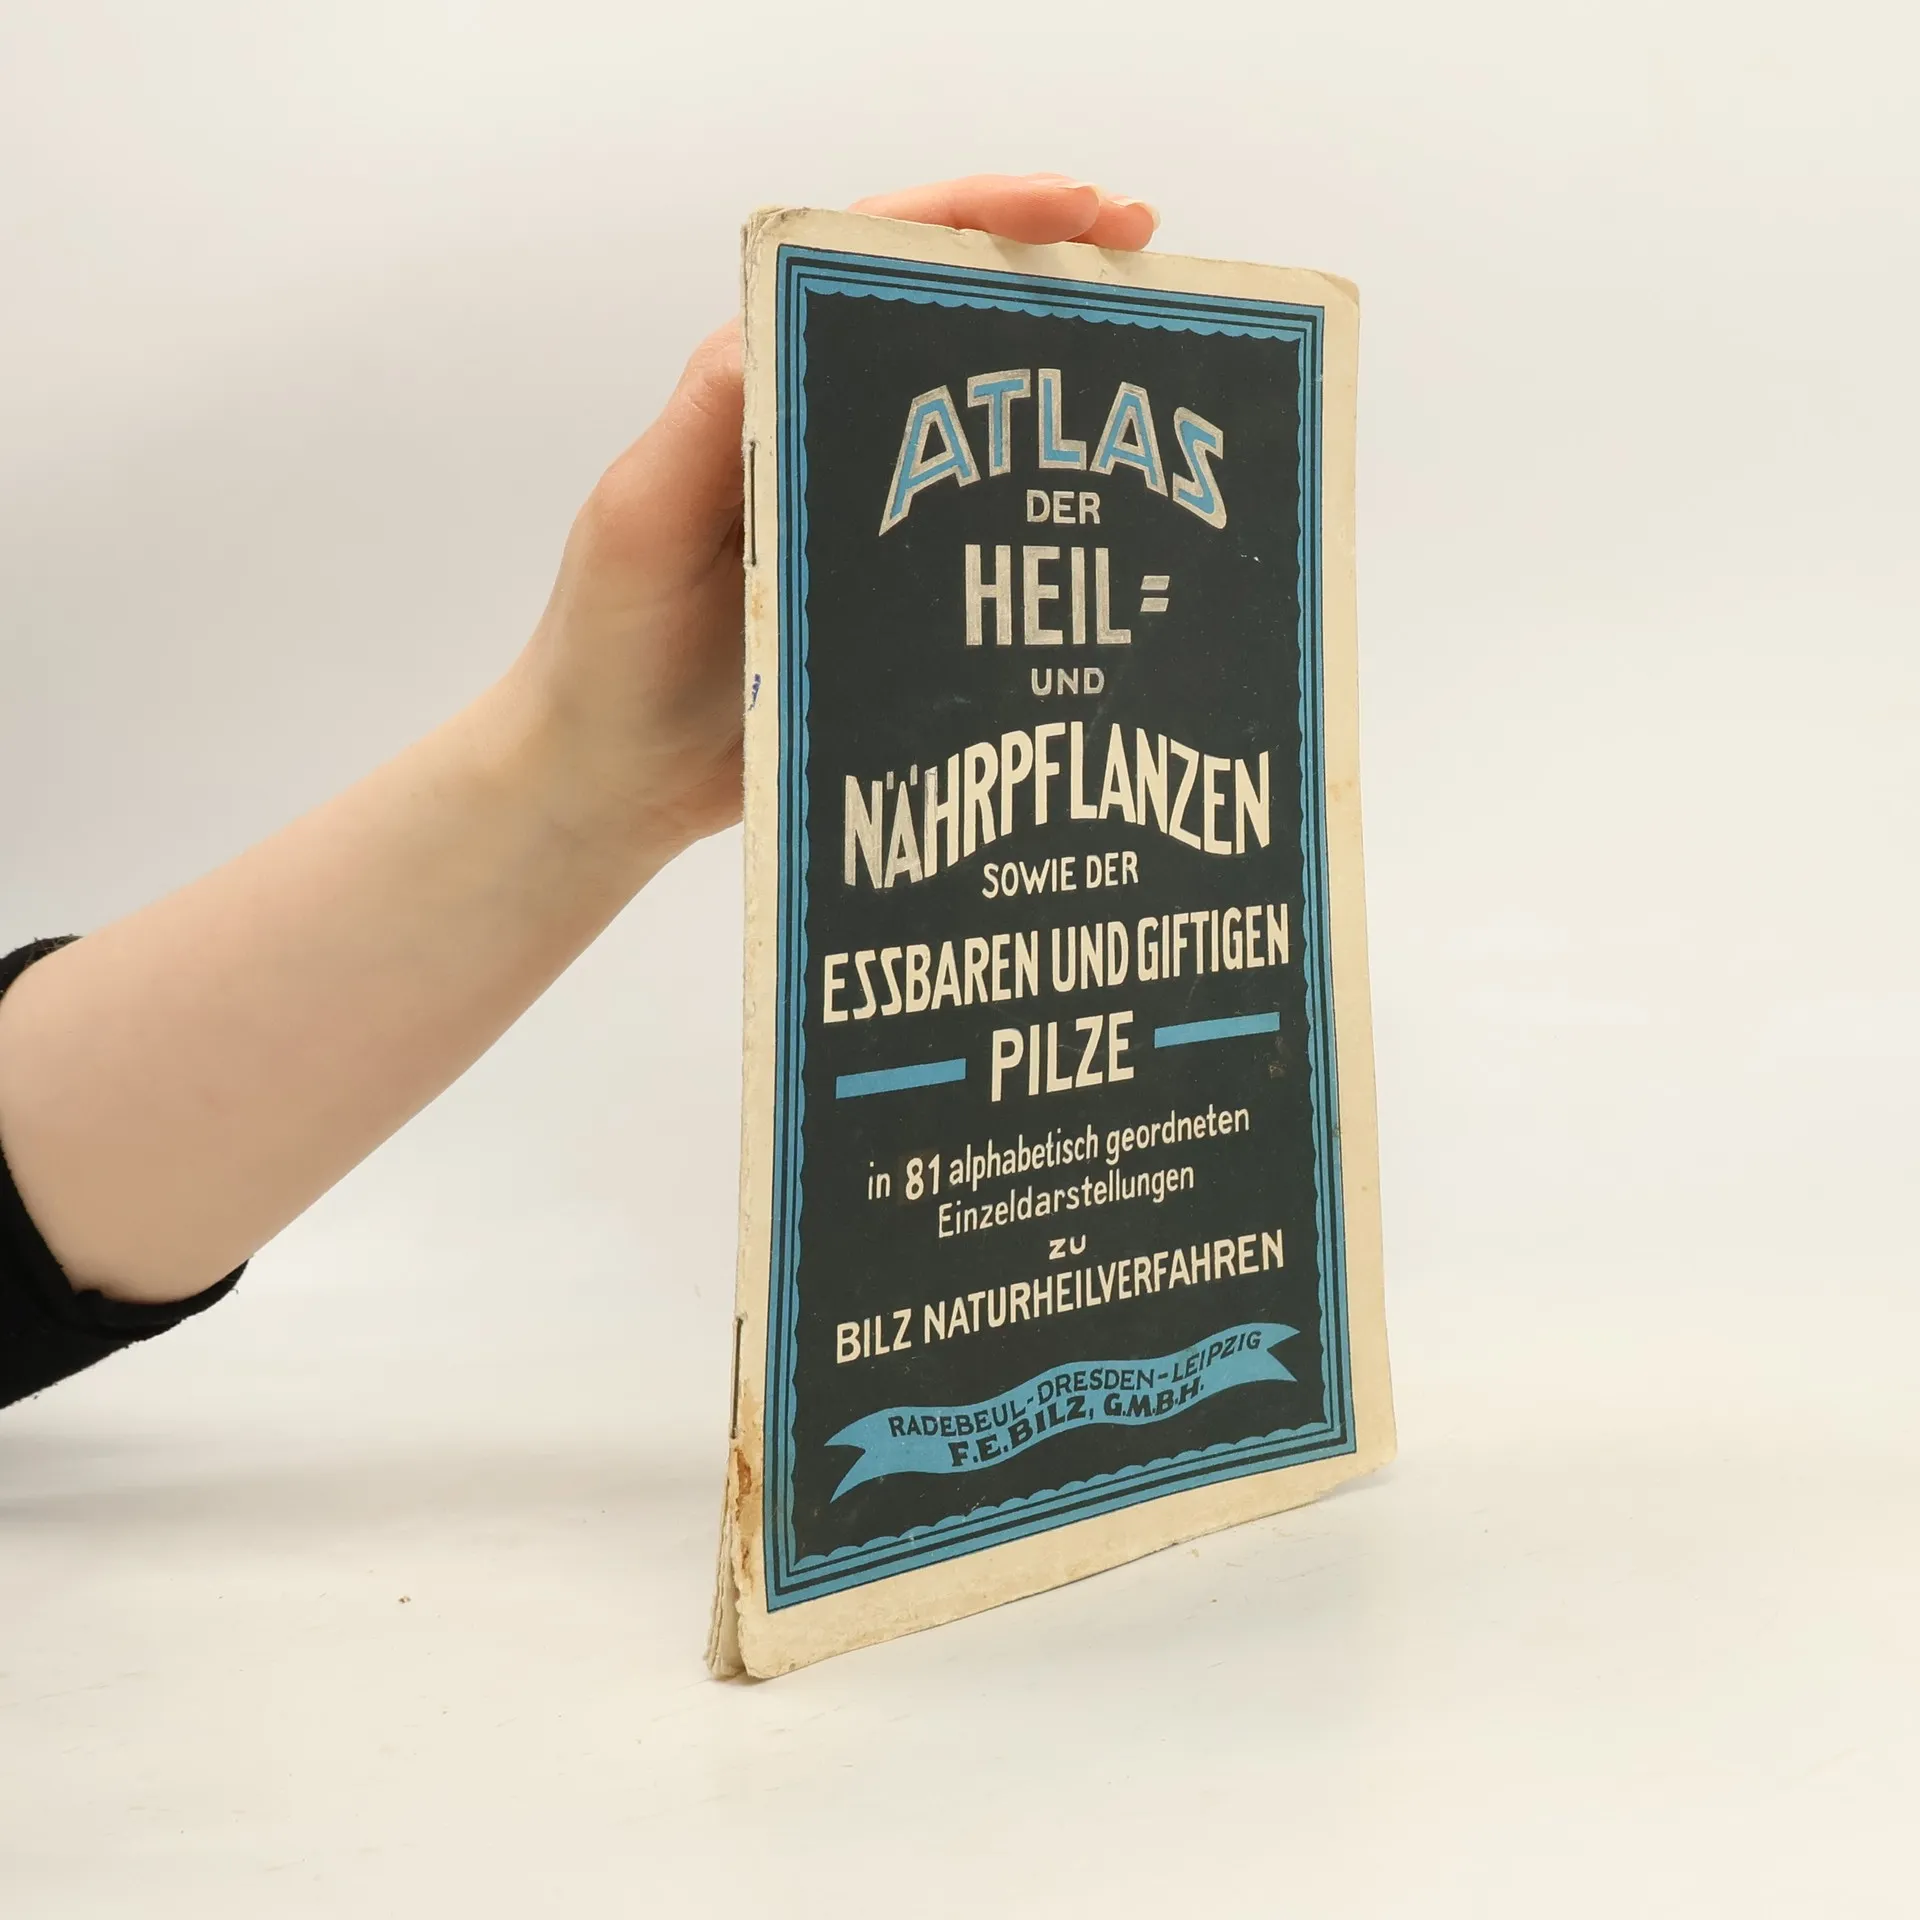 ATLAS
DER
HEIL=
UND
NÄHRPFLANZEN
SOWIE DER
ESSBAREN UND GIFTIGEN
PILZE
in 81 alphabetisch geordneten
Einzeldarstellungen
zu
BILZ NATURHEILVERFAHREN
RADEBEUL-DRESDEN-LEIPZIG
F.E.BILZ, G.M.B.H.